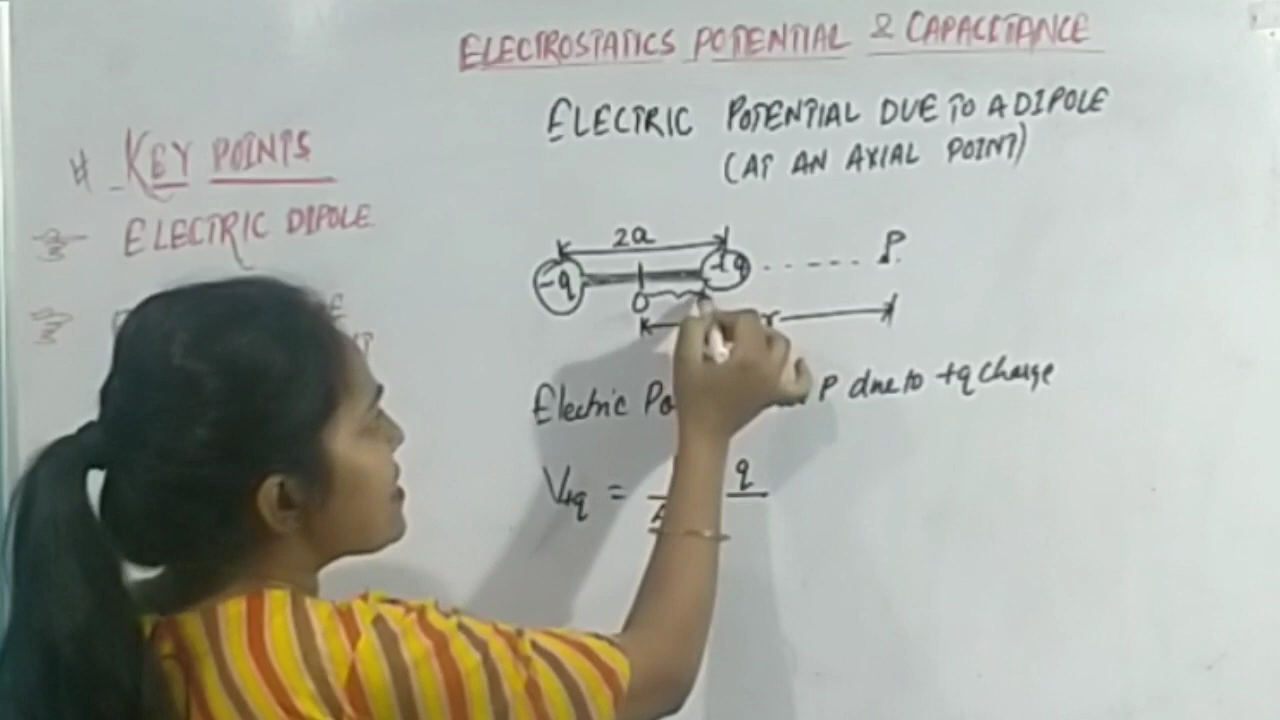 ELECTROSTATICS POTENTIAL & CAPACITANCE
ELECTRIC POTENTIAL DUE TO A DIPOLE
(AT AN AXIAL POINT)
# KEY POINTS
ELECTRIC DIPOLE
2a
-q
+q
P
O
r
Electric P due to +q Charge
V+q = q